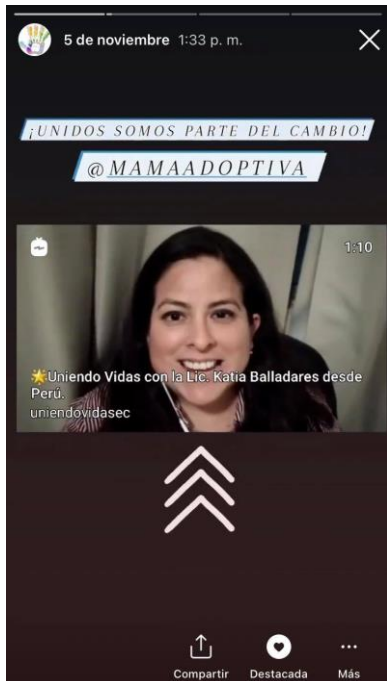 5 de noviembre 1:33 p. m.
¡UNIDOS SOMOS PARTE DEL CAMBIO!
@MAMAADOPTIVA
1:10
🌟Uniendo Vidas con la Lic. Katia Balladares desde
Perú.
uniendovidasec
Compartir Destacada Más